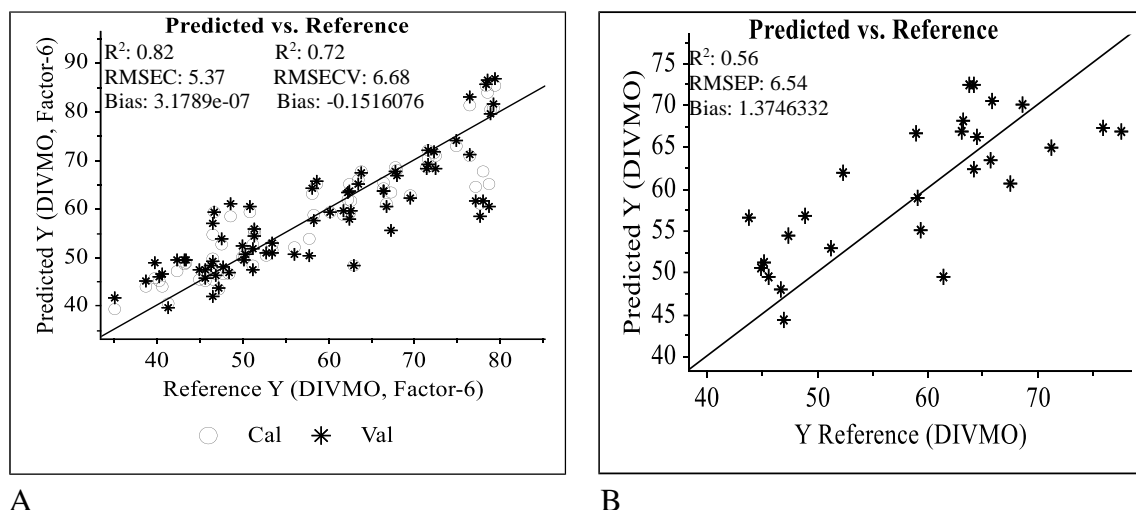 Predicted vs. Reference
R²: 0.82 R²: 0.72
RMSEC: 5.37 RMSECV: 6.68
Bias: 3.1789e-07 Bias: -0.1516076
Predicted Y (DIVMO, Factor-6)
90
80
70
60
50
40
40 50 60 70 80
Reference Y (DIVMO, Factor-6)
Cal Val
A
Predicted vs. Reference
R²: 0.56
RMSEP: 6.54
Bias: 1.3746332
Predicted Y (DIVMO)
75
70
65
60
55
50
45
40
40 50 60 70
Y Reference (DIVMO)
B